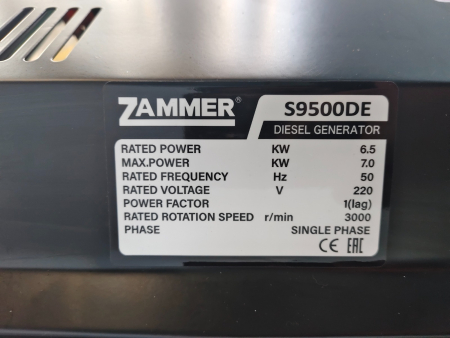 ZAMMER® S9500DE
DIESEL GENERATOR
RATED POWER KW 6.5
MAX.POWER KW 7.0
RATED FREQUENCY Hz 50
RATED VOLTAGE V 220
POWER FACTOR 1(lag)
RATED ROTATION SPEED r/min 3000
PHASE SINGLE PHASE
CE EAC